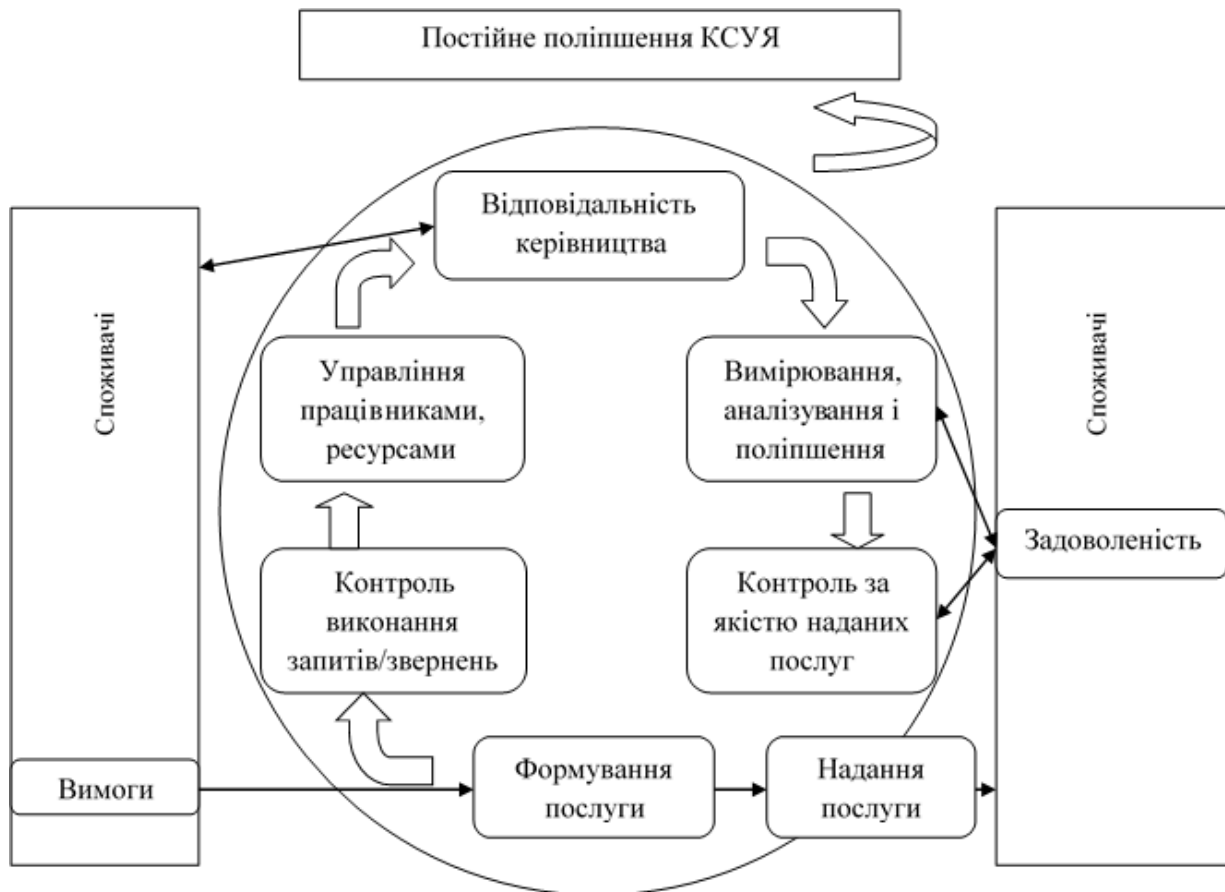 Постійне поліпшення КСУЯ
Відповідальність
керівництва
Споживачі
Управління
працівниками,
ресурсами
Вимірювання,
аналізування і
поліпшення
Споживачі
Контроль
виконання
запитів/звернень
Контроль за
якістю наданих
послуг
Задоволеність
Вимоги
Формування
послуги
Надання
послуги